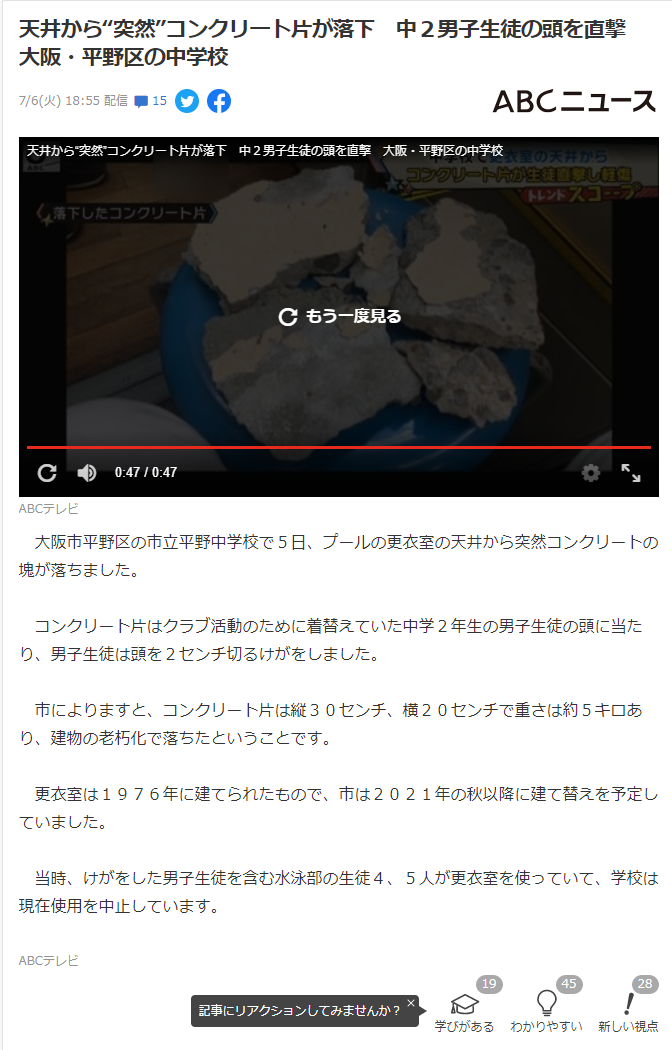 天井から“突然”コンクリート片が落下　中２男子生徒の頭を直撃
大阪・平野区の中学校
7/6(火) 18:55 配信 15
ABCニュース
天井から“突然”コンクリート片が落下　中２男子生徒の頭を直撃　大阪・平野区の中学校
中学校で更衣室の天井から
コンクリート片が生徒直撃し軽傷
トレンドスコープ
落下したコンクリート片
もう一度見る
0:47 / 0:47
ABCテレビ
　大阪市平野区の市立平野中学校で５日、プールの更衣室の天井から突然コンクリートの
塊が落ちました。
　コンクリート片はクラブ活動のために着替えていた中学２年生の男子生徒の頭に当た
り、男子生徒は頭を２センチ切るけがをしました。
　市によりますと、コンクリート片は縦３０センチ、横２０センチで重さは約５キロあ
り、建物の老朽化で落ちたということです。
　更衣室は１９７６年に建てられたもので、市は２０２１年の秋以降に建て替えを予定し
ていました。
　当時、けがをした男子生徒を含む水泳部の生徒４、５人が更衣室を使っていて、学校は
現在使用を中止しています。
ABCテレビ
19 45 28
記事にリアクションしてみませんか？ ×
学びがある わかりやすい 新しい視点